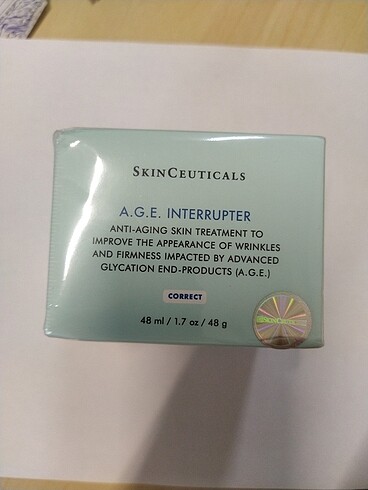 SKINCEUTICALS
A.G.E. INTERRUPTER
ANTI-AGING SKIN TREATMENT TO
IMPROVE THE APPEARANCE OF WRINKLES
AND FIRMNESS IMPACTED BY ADVANCED
GLYCATION END-PRODUCTS (A.G.E.)
CORRECT
48 ml / 1.7 oz / 48 g